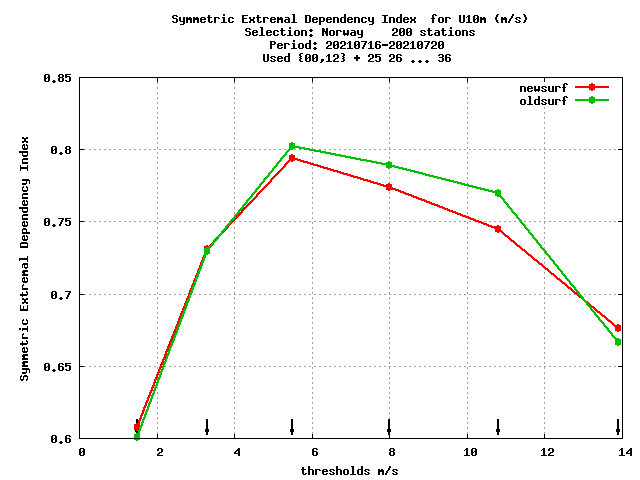 Symmetric Extremal Dependency Index  for U10m (m/s)
Selection: Norway    200 stations
Period: 20210716-20210720
Used {00,12} + 25 26 ... 36
newsurf
oldsurf
Symmetric Extremal Dependency Index
0.85
0.8
0.75
0.7
0.65
0.6
0 2 4 6 8 10 12 14
thresholds m/s